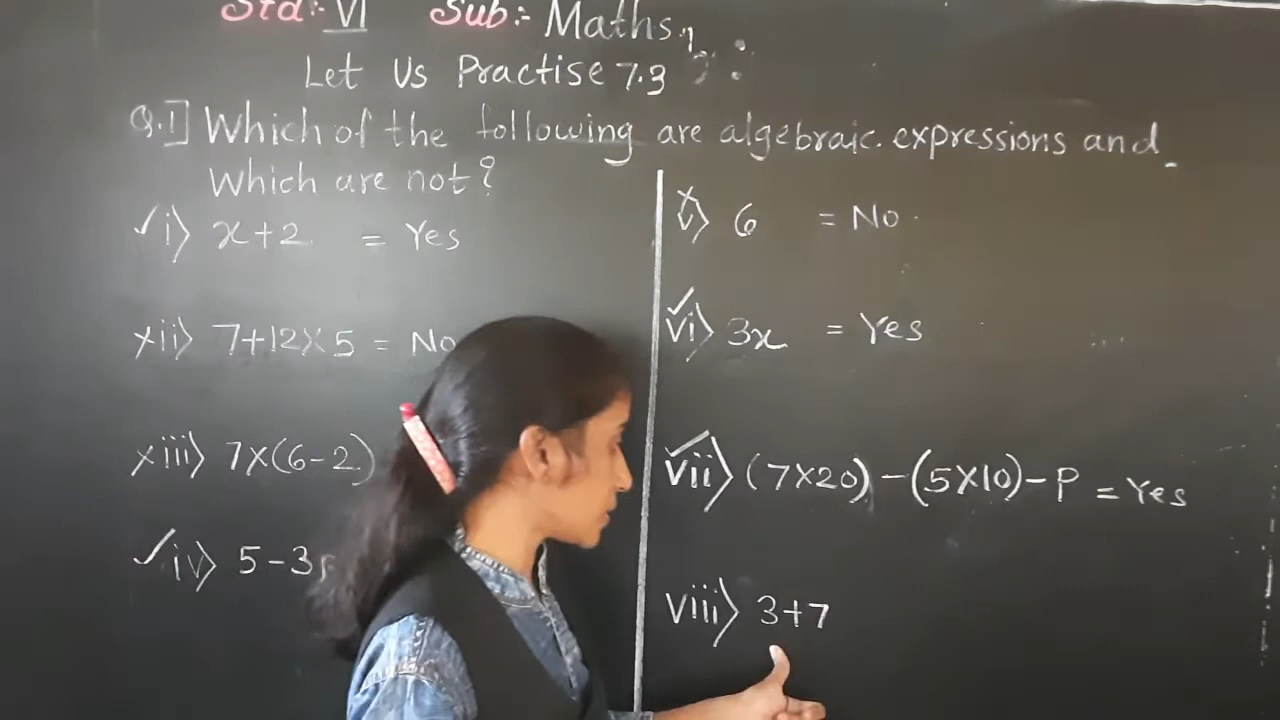 Std:- VI Sub:- Maths.
Let Us Practise 7.3
Q.1] Which of the following are algebraic. expressions and
which are not?
✓i) x+2 = Yes
xii) 7+12×5 = No
xiii) 7×(6-2)
✓iv) 5-3
x v) 6 = No
✓vi) 3x = Yes
✓vii) (7×20)-(5×10)-P = Yes
viii) 3+7